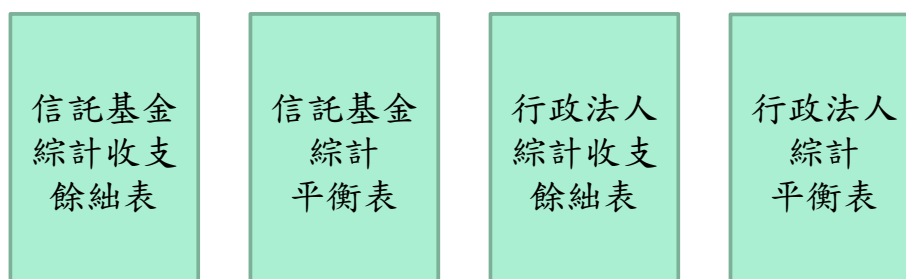 信託基金
綜計收支
餘絀表
信託基金
綜計
平衡表
行政法人
綜計收支
餘絀表
行政法人
綜計
平衡表